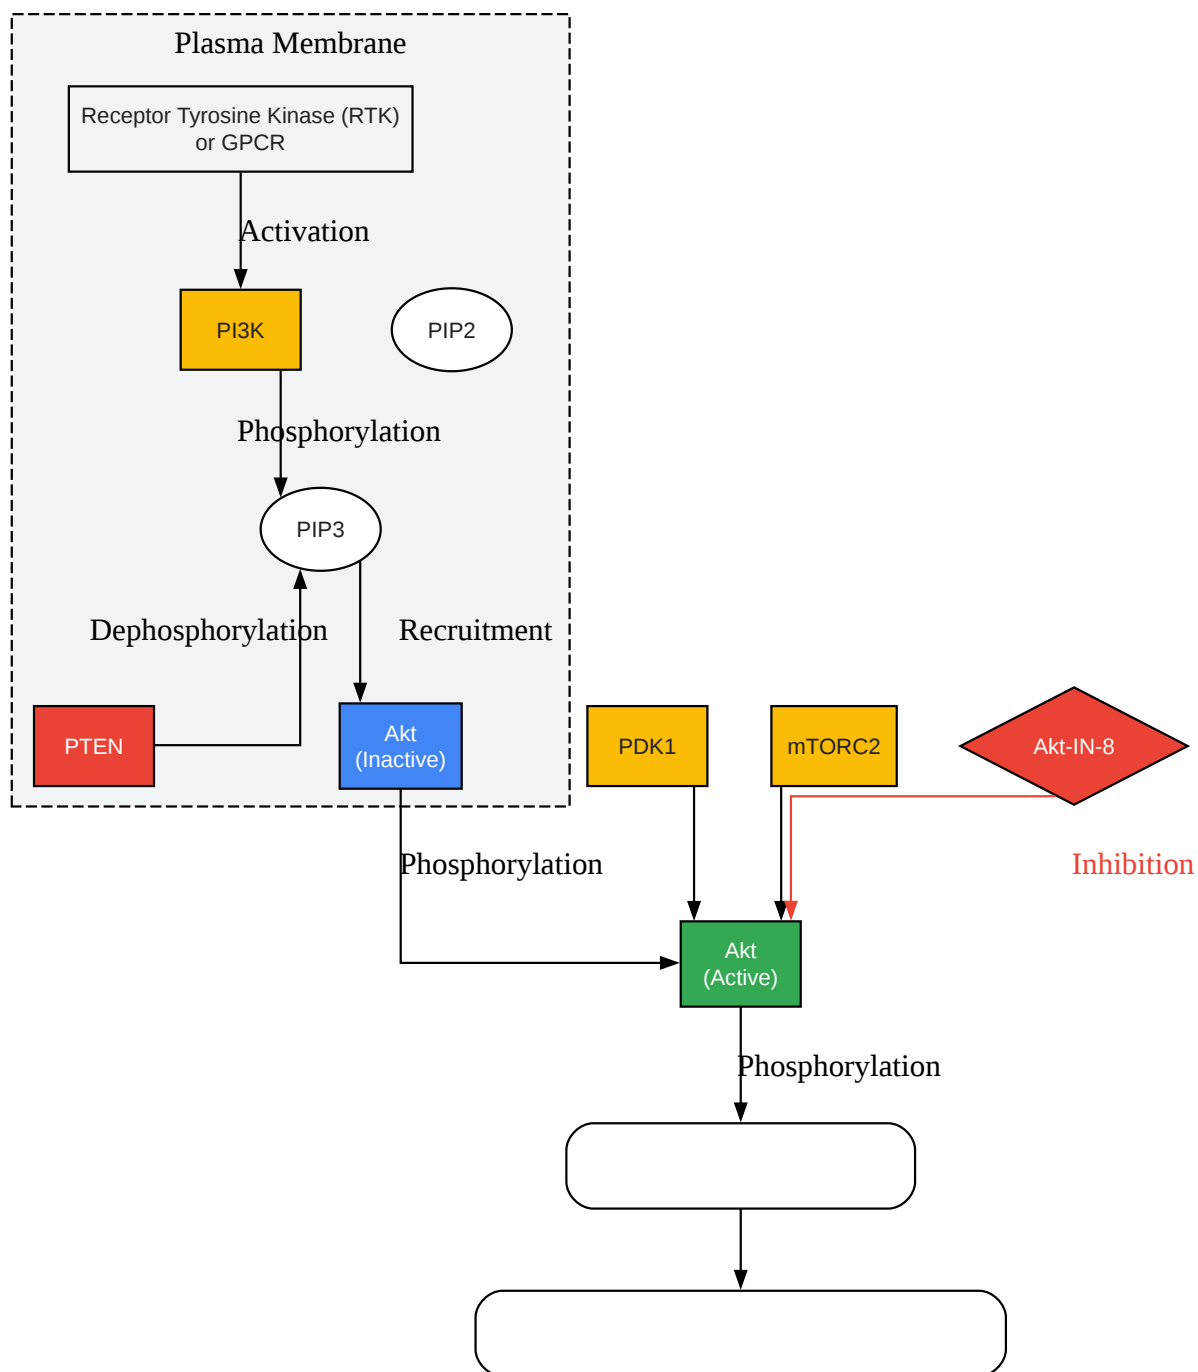 Plasma Membrane
Receptor Tyrosine Kinase (RTK)
or GPCR
Activation
PI3K
PIP2
Phosphorylation
PIP3
Dephosphorylation
Recruitment
PTEN
Akt
(Inactive)
PDK1
mTORC2
Akt-IN-8
Phosphorylation
Inhibition
Akt
(Active)
Phosphorylation